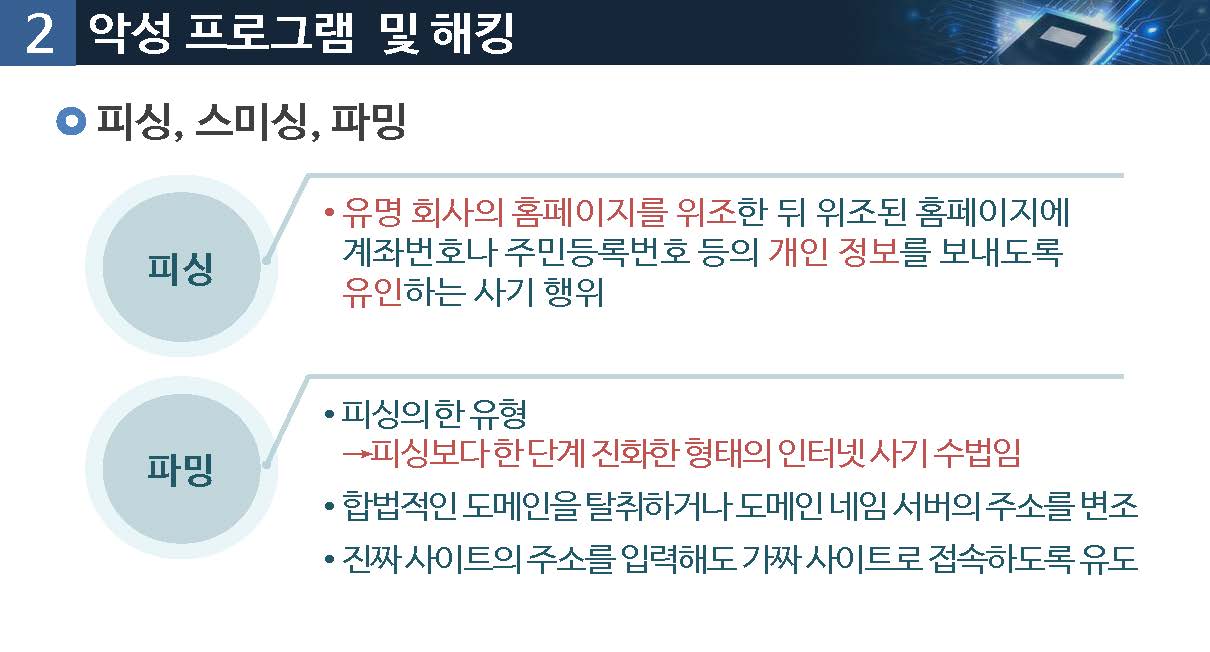 2 악성 프로그램 및 해킹
피싱, 스미싱, 파밍
피싱
• 유명 회사의 홈페이지를 위조한 뒤 위조된 홈페이지에
계좌번호나 주민등록번호 등의 개인 정보를 보내도록
유인하는 사기 행위
파밍
• 피싱의 한 유형
→피싱보다 한 단계 진화한 형태의 인터넷 사기 수법임
• 합법적인 도메인을 탈취하거나 도메인 네임 서버의 주소를 변조
• 진짜 사이트의 주소를 입력해도 가짜 사이트로 접속하도록 유도